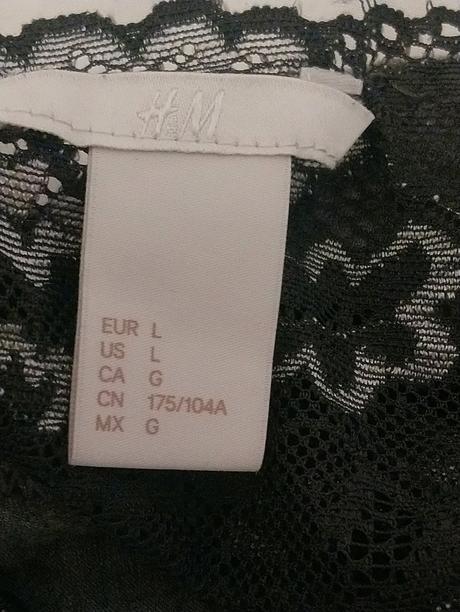 H&M
EUR L
US L
CA G
CN 175/104A
MX G